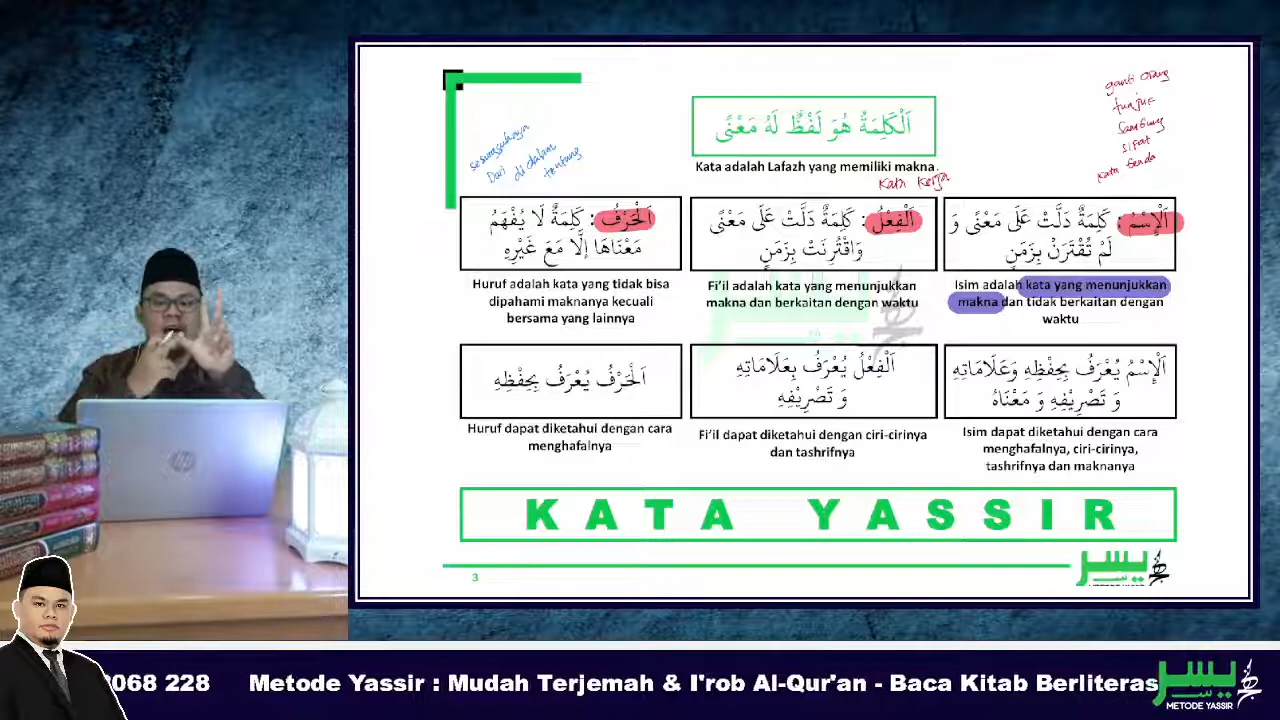 اَلْكَلِمَةُ هُوَ لَفْظٌ لَهُ مَعْنًى
Kata adalah Lafazh yang memiliki makna.
ganti orang
tunjuk
sambung
sifat
kata benda
sesungguhnya
Dari di dalam tentang
Kata Kerja
اَلْإِسْمُ : كَلِمَةٌ دَلَّتْ عَلَى مَعْنًى وَ
لَمْ تُقْتَرَنْ بِزَمَنٍ
Isim adalah kata yang menunjukkan
makna dan tidak berkaitan dengan
waktu
اَلْفِعْلُ : كَلِمَةٌ دَلَّتْ عَلَى مَعْنًى
وَاقْتُرِنَتْ بِزَمَنٍ
Fi'il adalah kata yang menunjukkan
makna dan berkaitan dengan waktu
اَلْحَرْفُ : كَلِمَةٌ لَا يُفْهَمُ
مَعْنَاهَا إِلَّا مَعَ غَيْرِهِ
Huruf adalah kata yang tidak bisa
dipahami maknanya kecuali
bersama yang lainnya
اَلْإِسْمُ يُعْرَفُ بِحِفْظِهِ وَعَلَامَاتِهِ
وَ تَصْرِيْفِهِ وَ مَعْنَاهُ
Isim dapat diketahui dengan cara
menghafalnya, ciri-cirinya,
tashrifnya dan maknanya
اَلْفِعْلُ يُعْرَفُ بِعَلَامَاتِهِ
وَ تَصْرِيْفِهِ
Fi'il dapat diketahui dengan ciri-cirinya
dan tashrifnya
اَلْحَرْفُ يُعْرَفُ بِحِفْظِهِ
Huruf dapat diketahui dengan cara
menghafalnya
KATA YASSIR
3
يسر
hp
0068 228 Metode Yassir : Mudah Terjemah & I'rob Al-Qur'an - Baca Kitab Berliteras
يسر
METODE YASSIR